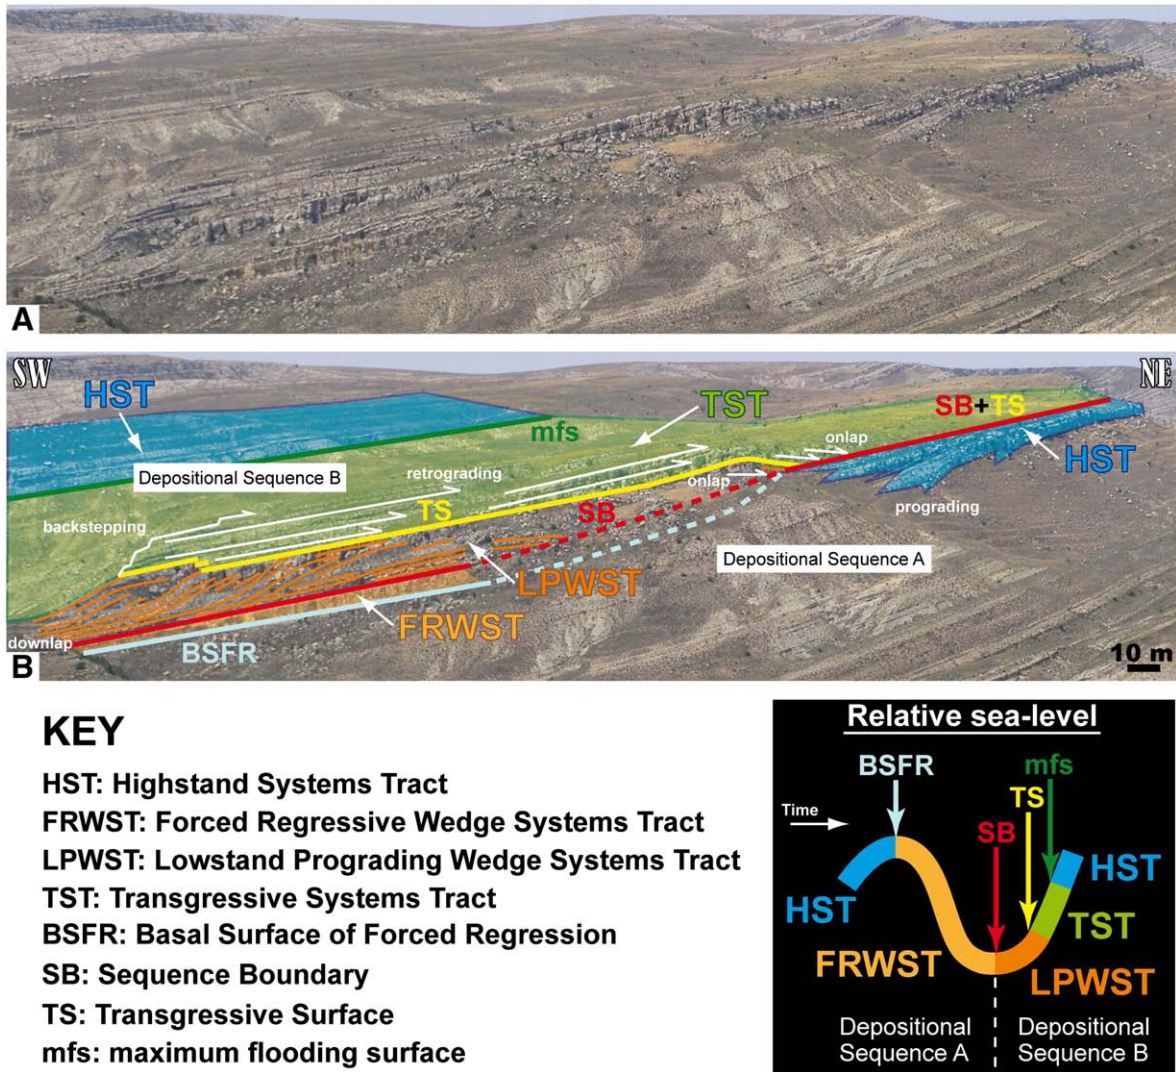 A
SW
NE
HST
TST
SB+TS
mfs
onlap
HST
Depositional Sequence B
retrograding
onlap
prograding
backstepping
TS
SB
Depositional Sequence A
LPWST
FRWST
downlap
BSFR
B
10 m
KEY
HST: Highstand Systems Tract
FRWST: Forced Regressive Wedge Systems Tract
LPWST: Lowstand Prograding Wedge Systems Tract
TST: Transgressive Systems Tract
BSFR: Basal Surface of Forced Regression
SB: Sequence Boundary
TS: Transgressive Surface
mfs: maximum flooding surface
Relative sea-level
BSFR
mfs
TS
Time
SB
HST
HST
TST
FRWST
LPWST
Depositional
Sequence A
Depositional
Sequence B